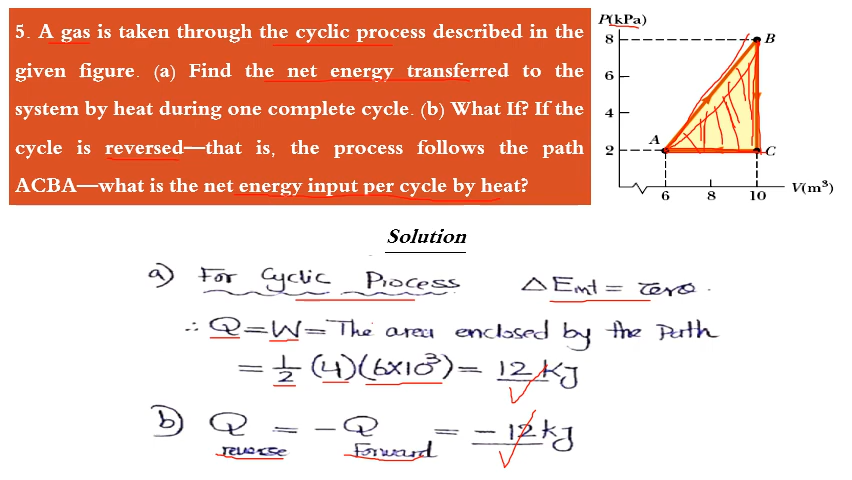 5. A gas is taken through the cyclic process described in the
given figure. (a) Find the net energy transferred to the
system by heat during one complete cycle. (b) What If? If the
cycle is reversed—that is, the process follows the path
ACBA—what is the net energy input per cycle by heat?
P(kPa)
8
B
6
4
A
2
C
6
8
10
V(m³)
Solution
a) For Cyclic Process ΔEint = zero.
∴ Q = W = The area enclosed by the Path
= 1/2 (4)(6×10³) = 12 kJ
b) Q reverse = - Q Forward = - 12 kJ